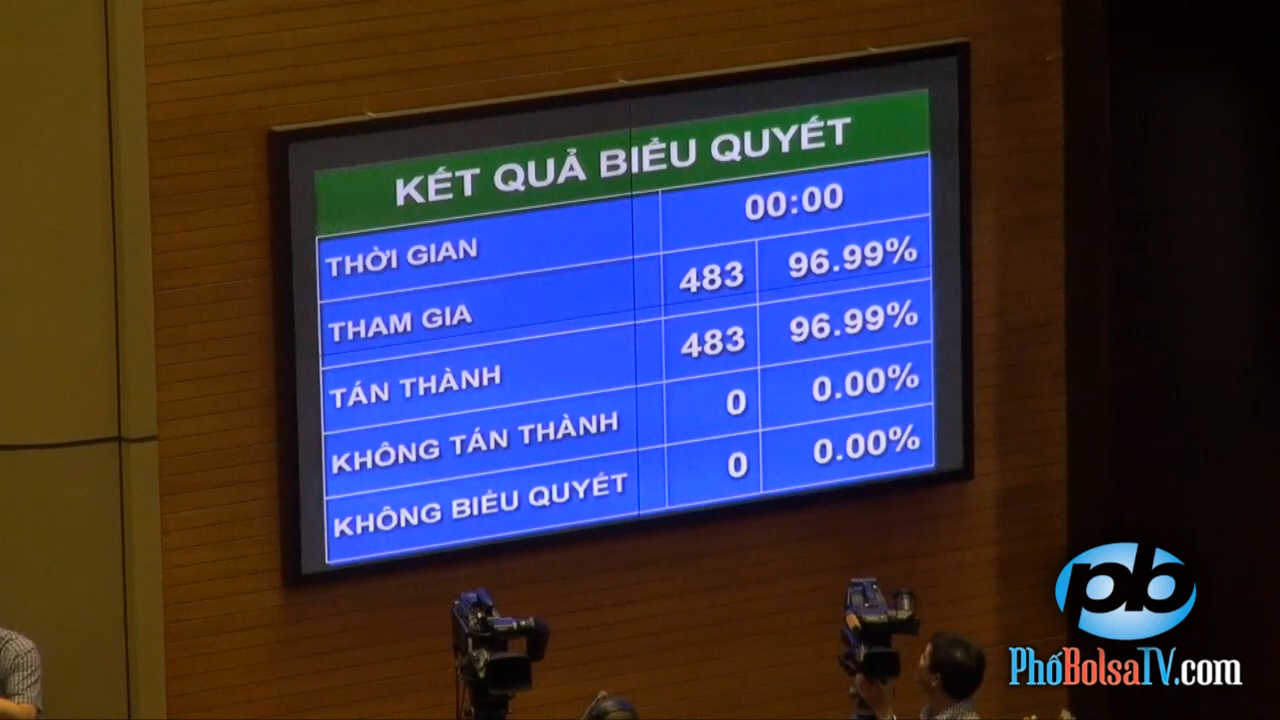 KẾT QUẢ BIỂU QUYẾT
THỜI GIAN 00:00
THAM GIA 483 96.99%
TÁN THÀNH 483 96.99%
KHÔNG TÁN THÀNH 0 0.00%
KHÔNG BIỂU QUYẾT 0 0.00%
pb
PhốBolsaTV.com